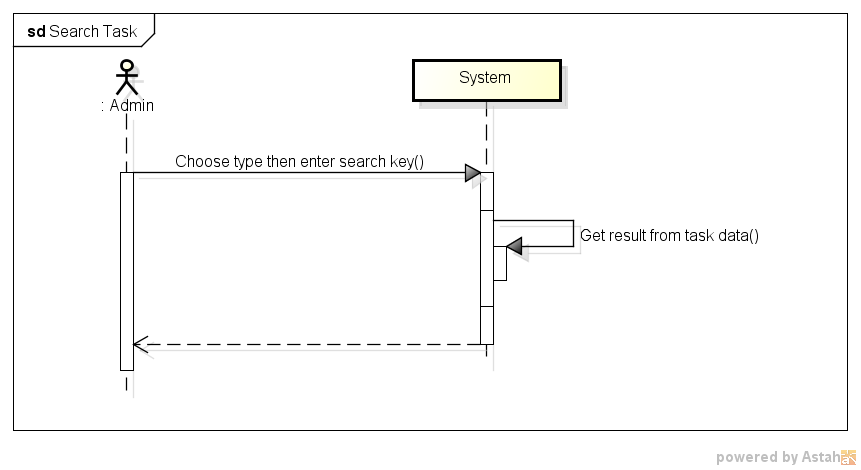 sd Search Task
: Admin
System
Choose type then enter search key()
Get result from task data()
powered by Astah